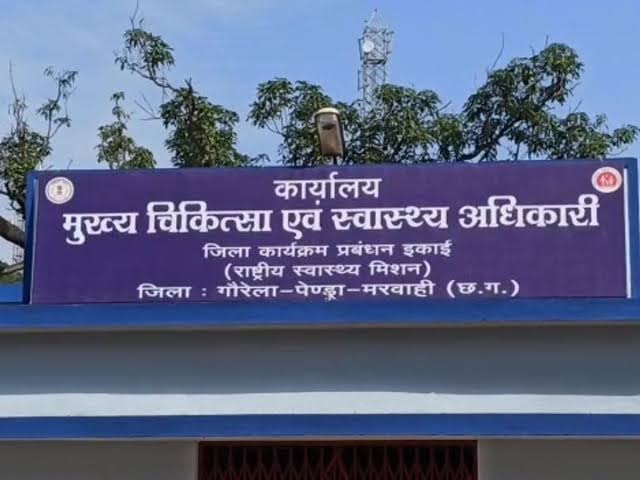 कार्यालय
मुख्य चिकित्सा एवं स्वास्थ्य अधिकारी
जिला कार्यक्रम प्रबंधन इकाई
(राष्ट्रीय स्वास्थ्य मिशन)
जिला : गौरेला-पेण्ड्रा-मरवाही (छ.ग.)